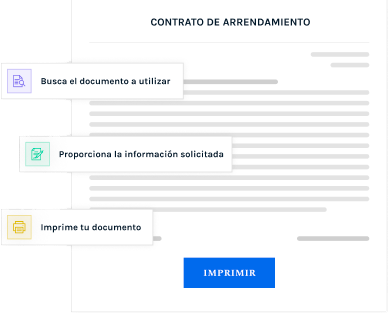 CONTRATO DE ARRENDAMIENTO
Busca el documento a utilizar
Proporciona la información solicitada
Imprime tu documento
IMPRIMIR